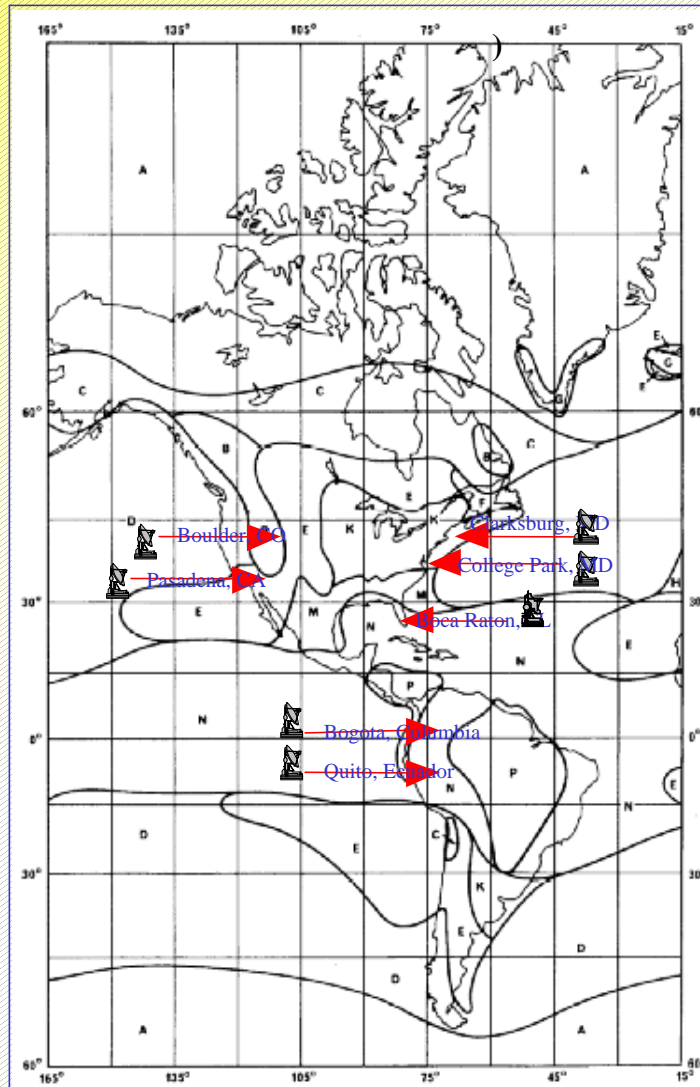 165° 135° 105° 75° 45° 15°
)
A A
E
G
E
C C G
60° 60
B B C
E F
D E K K
Clarksburg, MD
Boulder, CO
College Park, MD
Pasadena, CA
M H
30° 30
E M
N Boca Raton, FL
E
N
P
N
Bogota, Columbia
0° 0°
Quito, Ecuador
P
N E
N
D C
E
30° 30
K
E
D
D
A A
60° 60
165° 135° 105° 75° 45° 15°